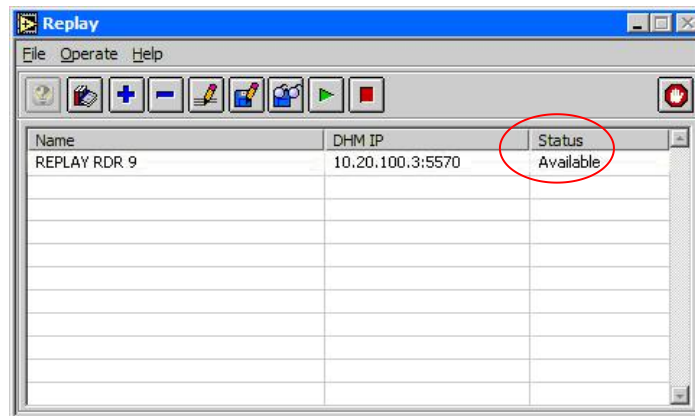 Replay
File Operate Help
Name DHM IP Status
REPLAY RDR 9 10.20.100.3:5570 Available